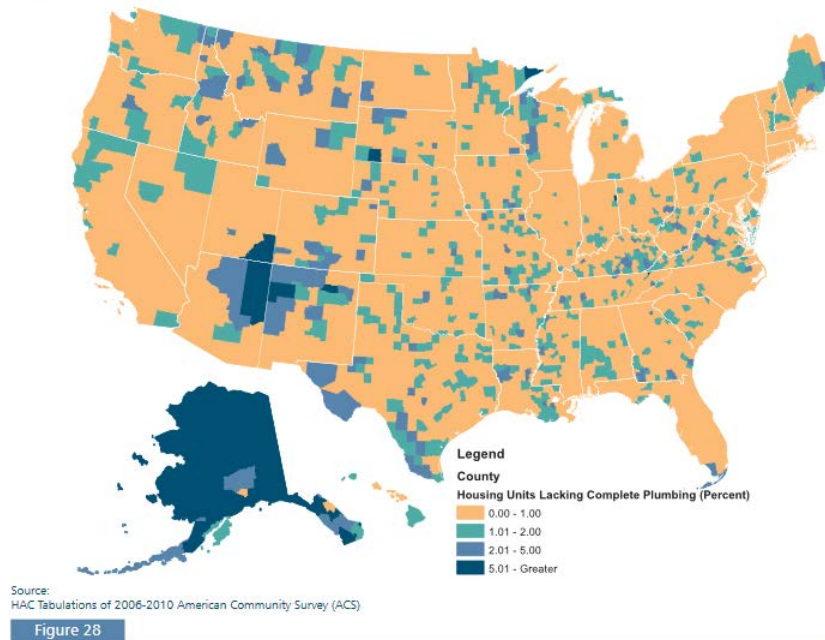 Legend
County
Housing Units Lacking Complete Plumbing (Percent)
0.00 - 1.00
1.01 - 2.00
2.01 - 5.00
5.01 - Greater
Source:
HAC Tabulations of 2006-2010 American Community Survey (ACS)
Figure 28